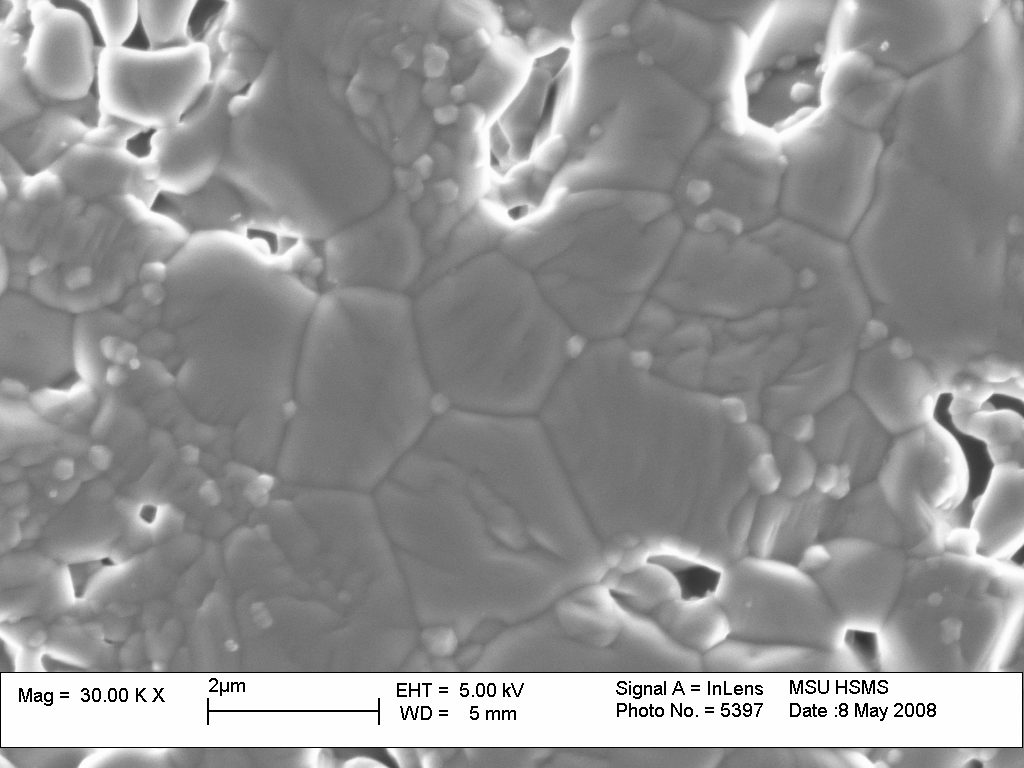 Mag = 30.00 K X
2µm
EHT = 5.00 kV
WD = 5 mm
Signal A = InLens
Photo No. = 5397
MSU HSMS
Date :8 May 2008